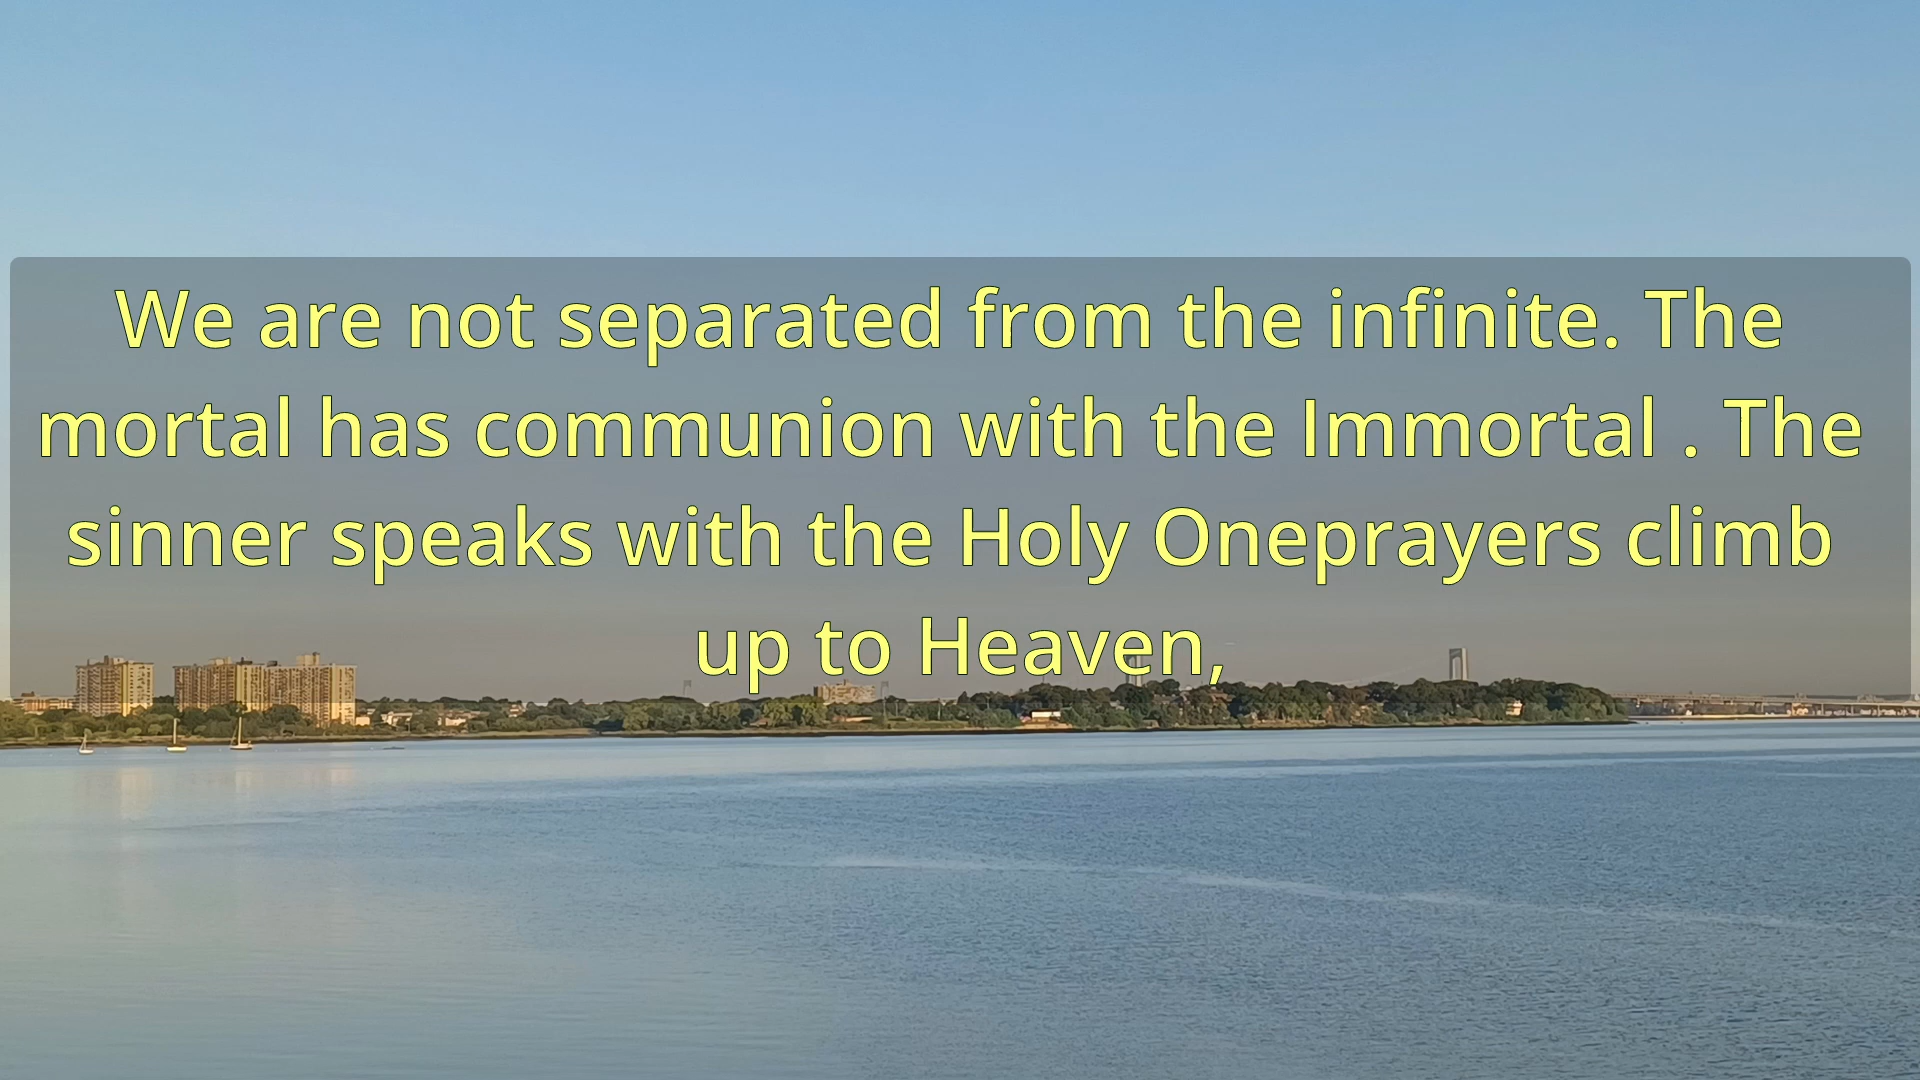 We are not separated from the infinite. The
mortal has communion with the Immortal . The
sinner speaks with the Holy Oneprayers climb
up to Heaven,